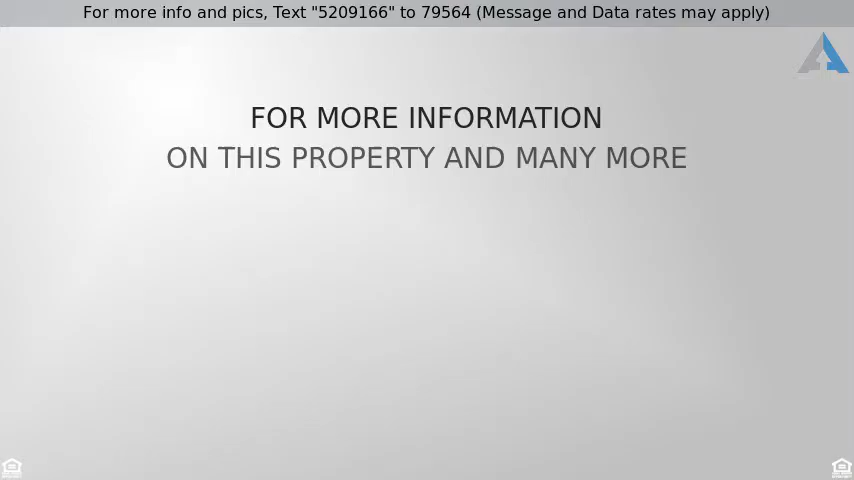 For more info and pics, Text "5209166" to 79564 (Message and Data rates may apply)
FOR MORE INFORMATION
ON THIS PROPERTY AND MANY MORE